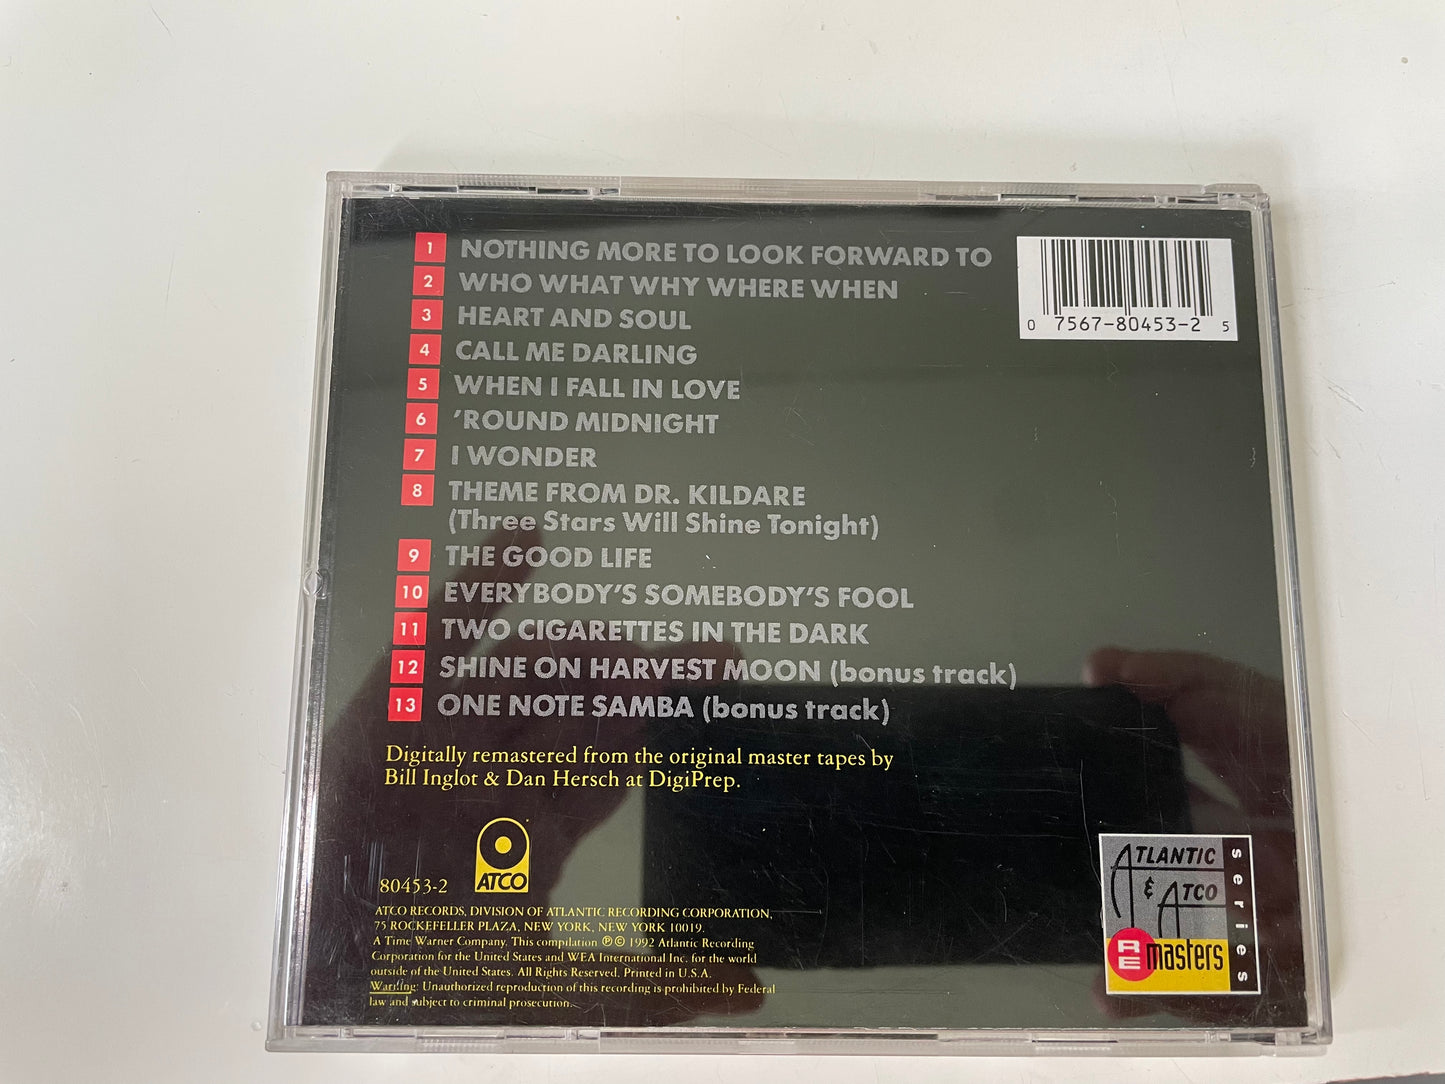 1 NOTHING MORE TO LOOK FORWARD TO
2 WHO WHAT WHY WHERE WHEN
3 HEART AND SOUL
4 CALL ME DARLING
5 WHEN I FALL IN LOVE
6 'ROUND MIDNIGHT
7 I WONDER
8 THEME FROM DR. KILDARE
(Three Stars Will Shine Tonight)
9 THE GOOD LIFE
10 EVERYBODY'S SOMEBODY'S FOOL
11 TWO CIGARETTES IN THE DARK
12 SHINE ON HARVEST MOON (bonus track)
13 ONE NOTE SAMBA (bonus track)
0 7567-80453-2 5
Digitally remastered from the original master tapes by
Bill Inglot & Dan Hersch at DigiPrep.
80453-2
ATCO
ATCO RECORDS, DIVISION OF ATLANTIC RECORDING CORPORATION,
75 ROCKEFELLER PLAZA, NEW YORK, NEW YORK 10019.
A Time Warner Company. This compilation ℗ © 1992 Atlantic Recording
Corporation for the United States and WEA International Inc. for the world
outside of the United States. All Rights Reserved. Printed in U.S.A.
Warning: Unauthorized reproduction of this recording is prohibited by Federal
law and subject to criminal prosecution.
ATLANTIC
& ATCO
RE masters
series